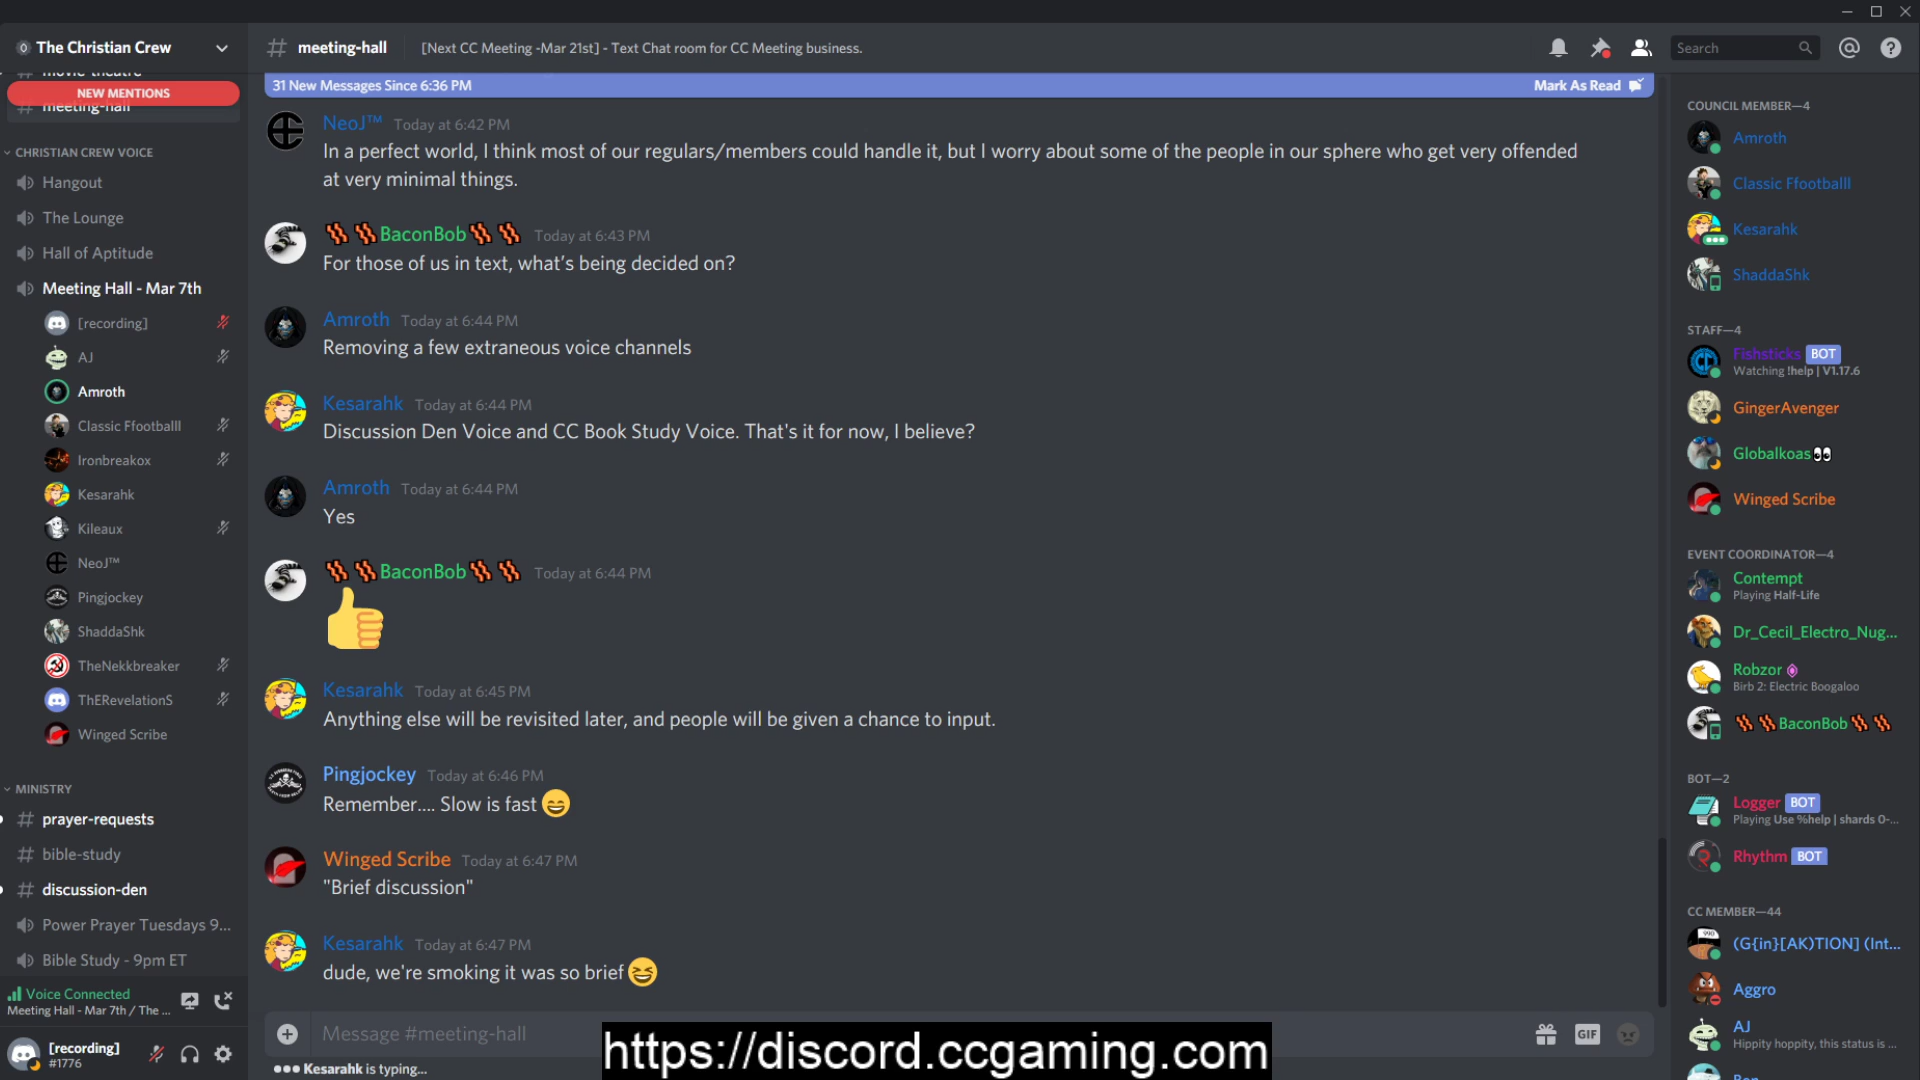 The Christian Crew
movie-theatre
NEW MENTIONS
meeting-hall
CHRISTIAN CREW VOICE
Hangout
The Lounge
Hall of Aptitude
Meeting Hall - Mar 7th
[recording]
AJ
Amroth
Classic Ffootballl
Ironbreakox
Kesarahk
Kileaux
NeoJ™
Pingjockey
ShaddaShk
TheNekkbreaker
ThERevelationS
Winged Scribe
MINISTRY
# prayer-requests
# bible-study
# discussion-den
Power Prayer Tuesdays 9...
Bible Study - 9pm ET
Voice Connected
Meeting Hall - Mar 7th / The ...
[recording]
#1776
# meeting-hall [Next CC Meeting -Mar 21st] - Text Chat room for CC Meeting business.
Search
31 New Messages Since 6:36 PM Mark As Read
NeoJ™ Today at 6:42 PM
In a perfect world, I think most of our regulars/members could handle it, but I worry about some of the people in our sphere who get very offended
at very minimal things.
🥓🥓BaconBob🥓🥓 Today at 6:43 PM
For those of us in text, what's being decided on?
Amroth Today at 6:44 PM
Removing a few extraneous voice channels
Kesarahk Today at 6:44 PM
Discussion Den Voice and CC Book Study Voice. That's it for now, I believe?
Amroth Today at 6:44 PM
Yes
🥓🥓BaconBob🥓🥓 Today at 6:44 PM
👍
Kesarahk Today at 6:45 PM
Anything else will be revisited later, and people will be given a chance to input.
Pingjockey Today at 6:46 PM
Remember.... Slow is fast 😄
Winged Scribe Today at 6:47 PM
"Brief discussion"
Kesarahk Today at 6:47 PM
dude, we're smoking it was so brief 😆
Message #meeting-hall
GIF
Kesarahk is typing...
https://discord.ccgaming.com
COUNCIL MEMBER—4
Amroth
Classic Ffootballl
Kesarahk
ShaddaShk
STAFF—4
Fishsticks BOT
Watching !help | V1.17.6
GingerAvenger
Globalkoas👀
Winged Scribe
EVENT COORDINATOR—4
Contempt
Playing Half-Life
Dr_Cecil_Electro_Nug...
Robzor
Birb 2: Electric Boogaloo
🥓🥓BaconBob🥓🥓
BOT—2
Logger BOT
Playing Use %help | shards 0-...
Rhythm BOT
CC MEMBER—44
(G{in}[AK)TION] (Int...
Aggro
AJ
Hippity hoppity, this status is ...